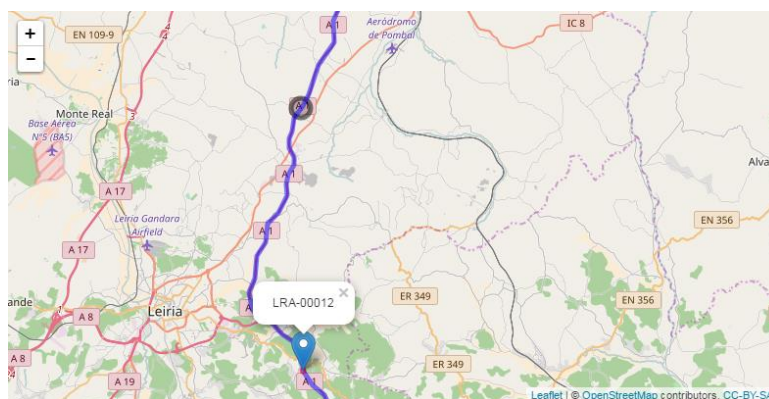 +
−
EN 109-9
A 1
Aeródromo
de Pombal
IC 8
A 1
Monte Real
Base Aérea
Nº5 (BA5)
A 1
A 17
Alva
Leiria Gandara
Airfield
A 1
EN 356
A 17
LRA-00012
×
ER 349
EN 356
ande
A 8
Leiria
A 8
ER 349
A 19
A 1
Leaflet | © OpenStreetMap contributors, CC-BY-SA